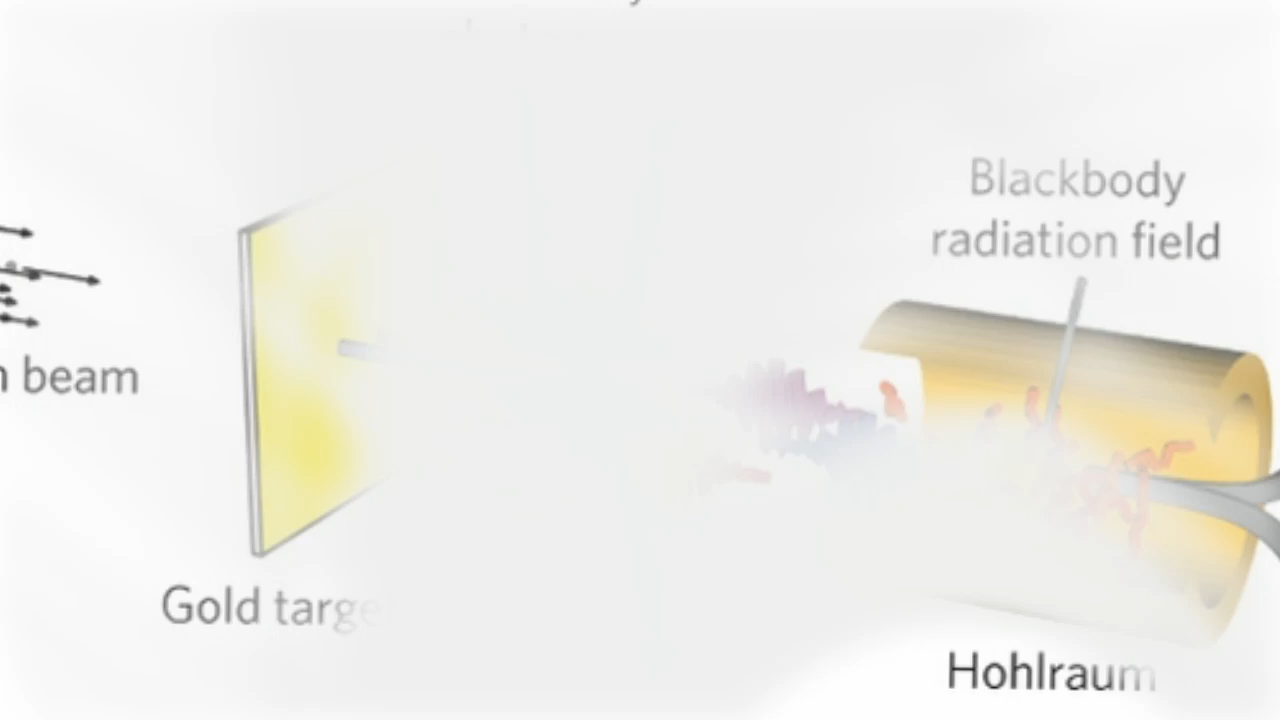 Blackbody
radiation field
beam
Gold
Hohlraum